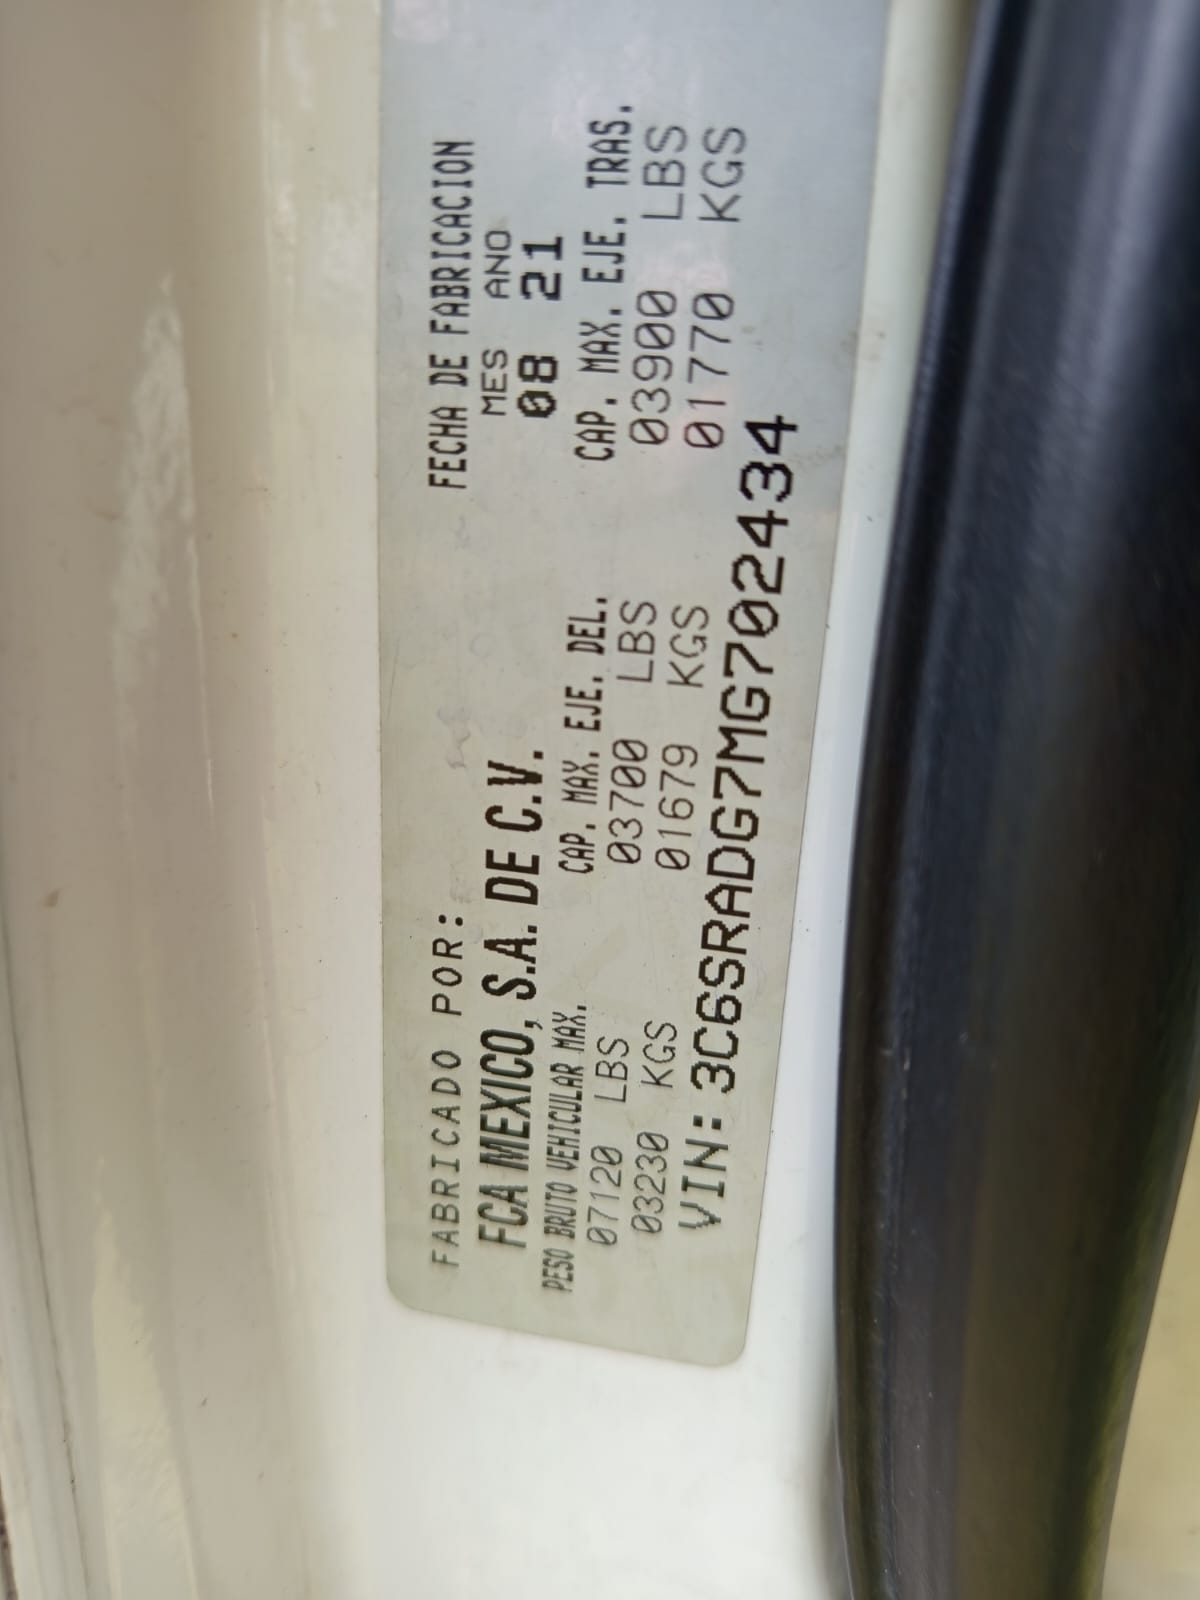 FABRICADO POR:
FECHA DE FABRICACION
MES ANO
FCA MEXICO, S.A. DE C.V.
08 21
PESO BRUTO VEHICULAR MAX.
CAP. MAX. EJE. DEL.
CAP. MAX. EJE. TRAS.
07120 LBS
03700 LBS
03900 LBS
03230 KGS
01679 KGS
01770 KGS
VIN: 3C6SRADG7MG702434